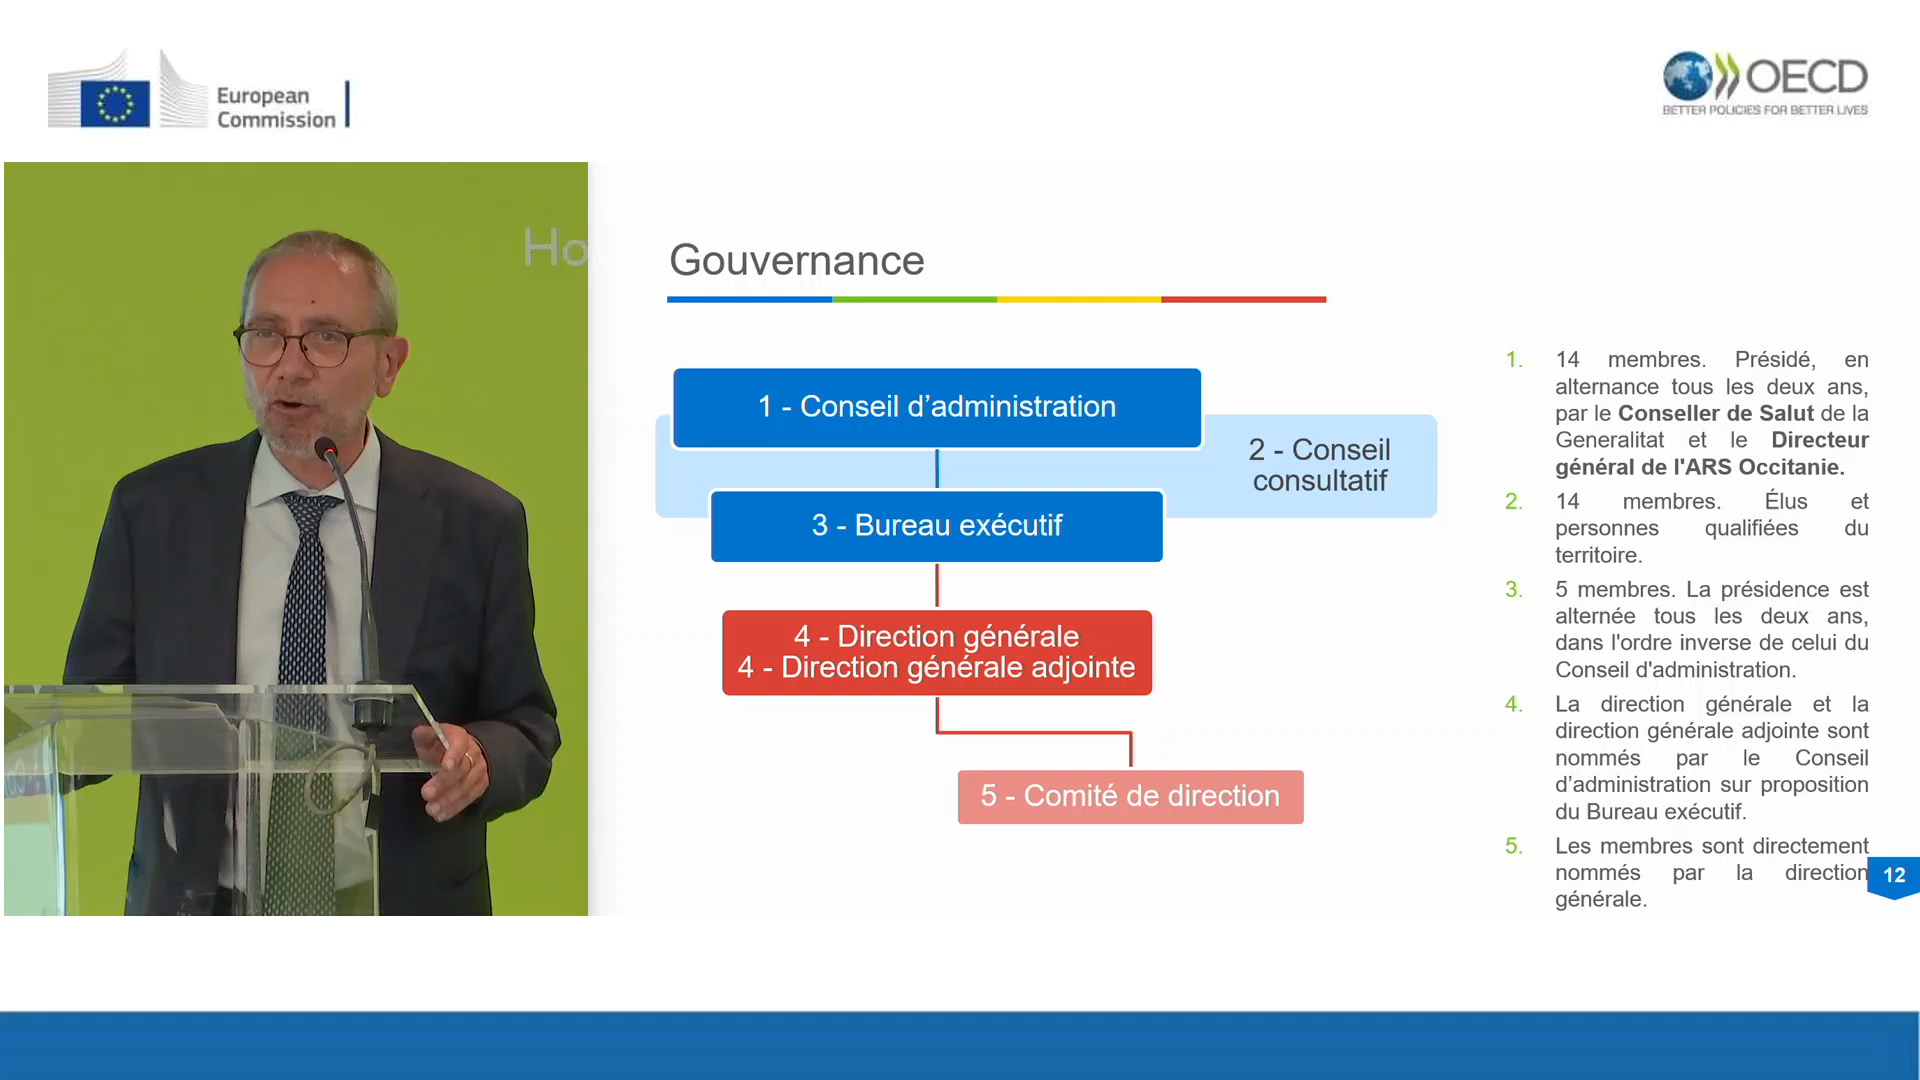 European
Commission
OECD
BETTER POLICIES FOR BETTER LIVES
Ho
Gouvernance
1 - Conseil d’administration
2 - Conseil
consultatif
3 - Bureau exécutif
4 - Direction générale
4 - Direction générale adjointe
5 - Comité de direction
1. 14 membres. Présidé, en
alternance tous les deux ans,
par le Conseiller de Salut de la
Generalitat et le Directeur
général de l'ARS Occitanie.
2. 14 membres. Élus et
personnes qualifiées du
territoire.
3. 5 membres. La présidence est
alternée tous les deux ans,
dans l'ordre inverse de celui du
Conseil d'administration.
4. La direction générale et la
direction générale adjointe sont
nommés par le Conseil
d’administration sur proposition
du Bureau exécutif.
5. Les membres sont directement
nommés par la direction
générale.
12